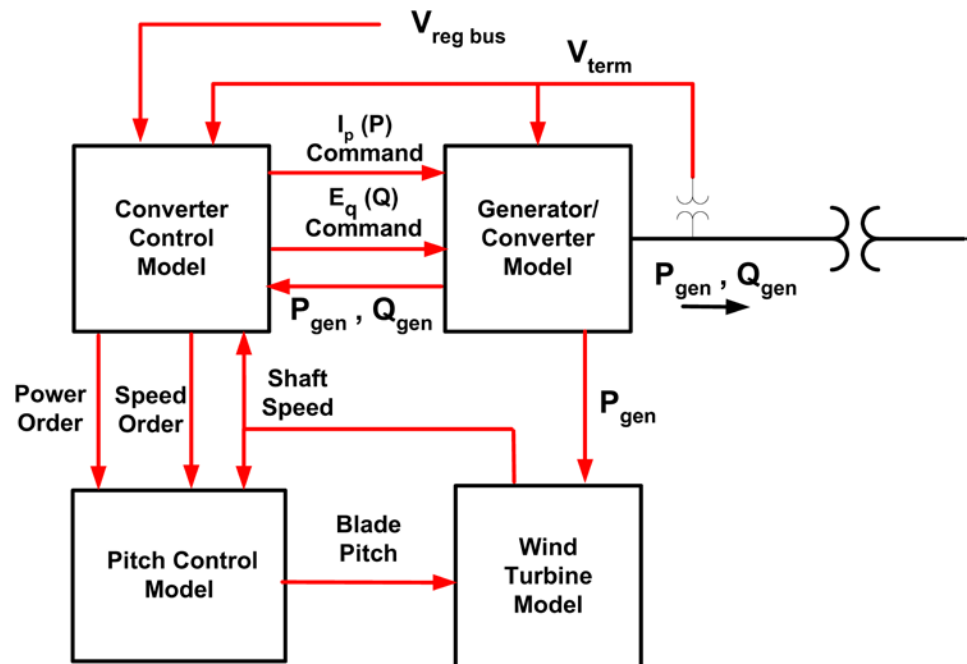 V reg bus
V term
I p (P)
Command
E q (Q)
Command
Converter
Control
Model
Generator/
Converter
Model
P gen , Q gen
P gen , Q gen
Power
Order
Speed
Order
Shaft
Speed
P gen
Pitch Control
Model
Blade
Pitch
Wind
Turbine
Model